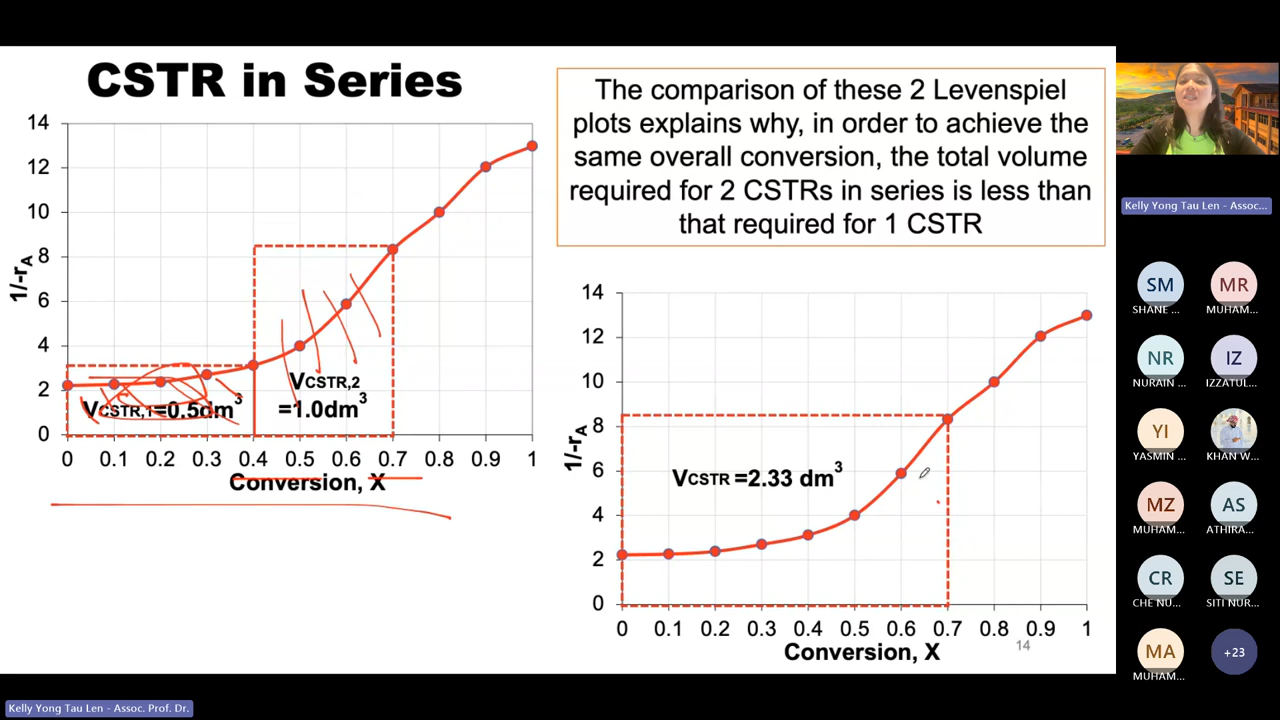 CSTR in Series
The comparison of these 2 Levenspiel
plots explains why, in order to achieve the
same overall conversion, the total volume
required for 2 CSTRs in series is less than
that required for 1 CSTR
14
12
10
8
6
4
2
0
1/-rA
VCSTR,1=0.5dm3
VCSTR,2
=1.0dm3
0 0.1 0.2 0.3 0.4 0.5 0.6 0.7 0.8 0.9 1
Conversion, X
14
12
10
8
6
4
2
0
1/-rA
VCSTR =2.33 dm3
0 0.1 0.2 0.3 0.4 0.5 0.6 0.7 0.8 0.9 1
Conversion, X
14
Kelly Yong Tau Len - Assoc. Prof. Dr.
Kelly Yong Tau Len - Assoc...
SM
SHANE ...
MR
MUHAM...
NR
NURAIN ...
IZ
IZZATUL...
YI
YASMIN ...
KHAN W...
MZ
MUHAM...
AS
ATHIRA...
CR
CHE NU...
SE
SITI NUR...
MA
MUHAM...
+23